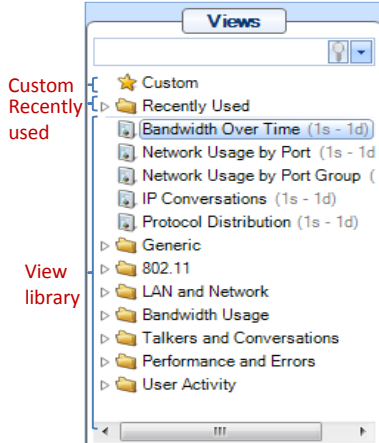 Views
Custom
Custom
Recently
used
Recently Used
Bandwidth Over Time (1s - 1d)
Network Usage by Port (1s - 1d
Network Usage by Port Group (
IP Conversations (1s - 1d)
Protocol Distribution (1s - 1d)
Generic
View
library
802.11
LAN and Network
Bandwidth Usage
Talkers and Conversations
Performance and Errors
User Activity